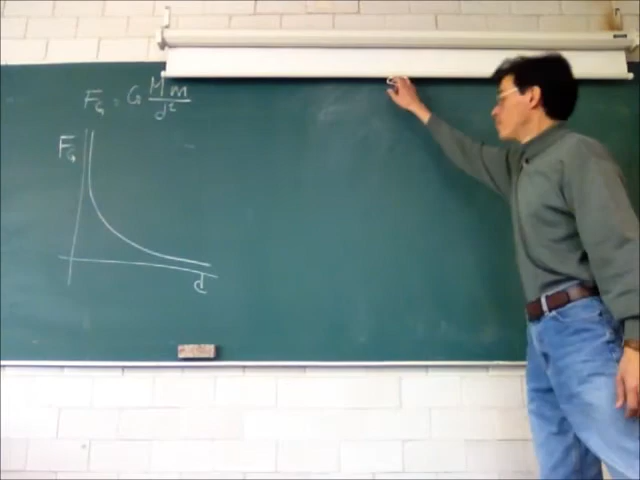 F_G = G Mm/d²
F_G
d